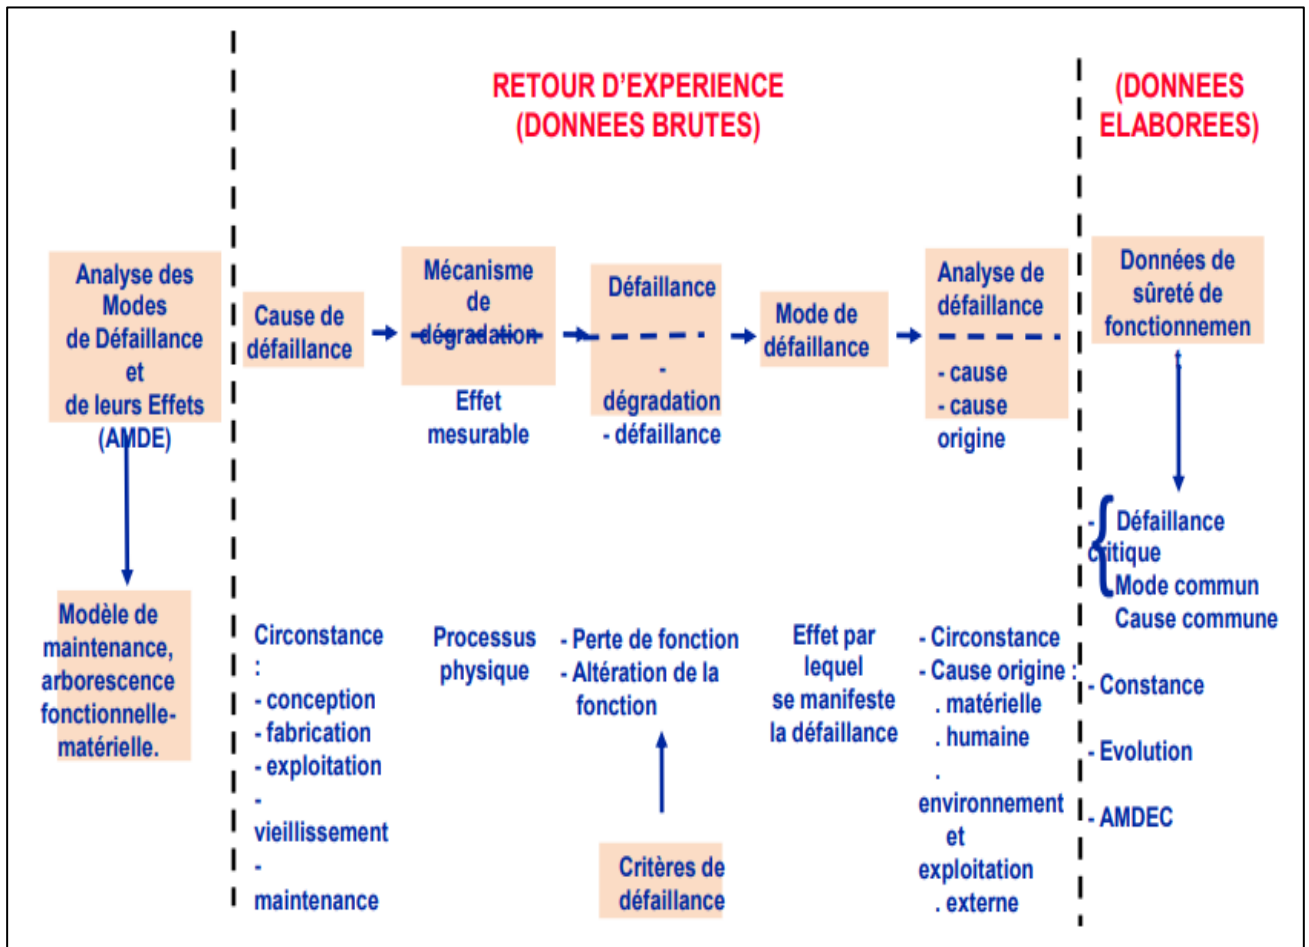 RETOUR D'EXPERIENCE
(DONNEES BRUTES)
(DONNEES
ELABOREES)
Analyse des
Modes
de Défaillance
et
de leurs Effets
(AMDE)
Modèle de
maintenance,
arborescence
fonctionnelle-
matérielle.
Cause de
défaillance
Circonstance
:
- conception
- fabrication
- exploitation
-
vieillissement
-
maintenance
Mécanisme
de
dégradation
Effet
mesurable
Processus
physique
Défaillance
-
dégradation
- défaillance
- Perte de fonction
- Altération de la
fonction
Critères de
défaillance
Mode de
défaillance
Effet par
lequel
se manifeste
la défaillance
Analyse de
défaillance
- cause
- cause
origine
- Circonstance
- Cause origine :
. matérielle
. humaine
.
environnement
et
exploitation
. externe
Données de
sûreté de
fonctionnemen
t
- { Défaillance
critique
Mode commun
Cause commune
- Constance
- Evolution
- AMDEC